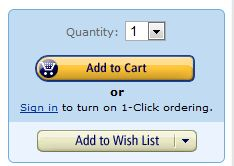 Quantity: 1
Add to Cart
or
Sign in to turn on 1-Click ordering.
Add to Wish List